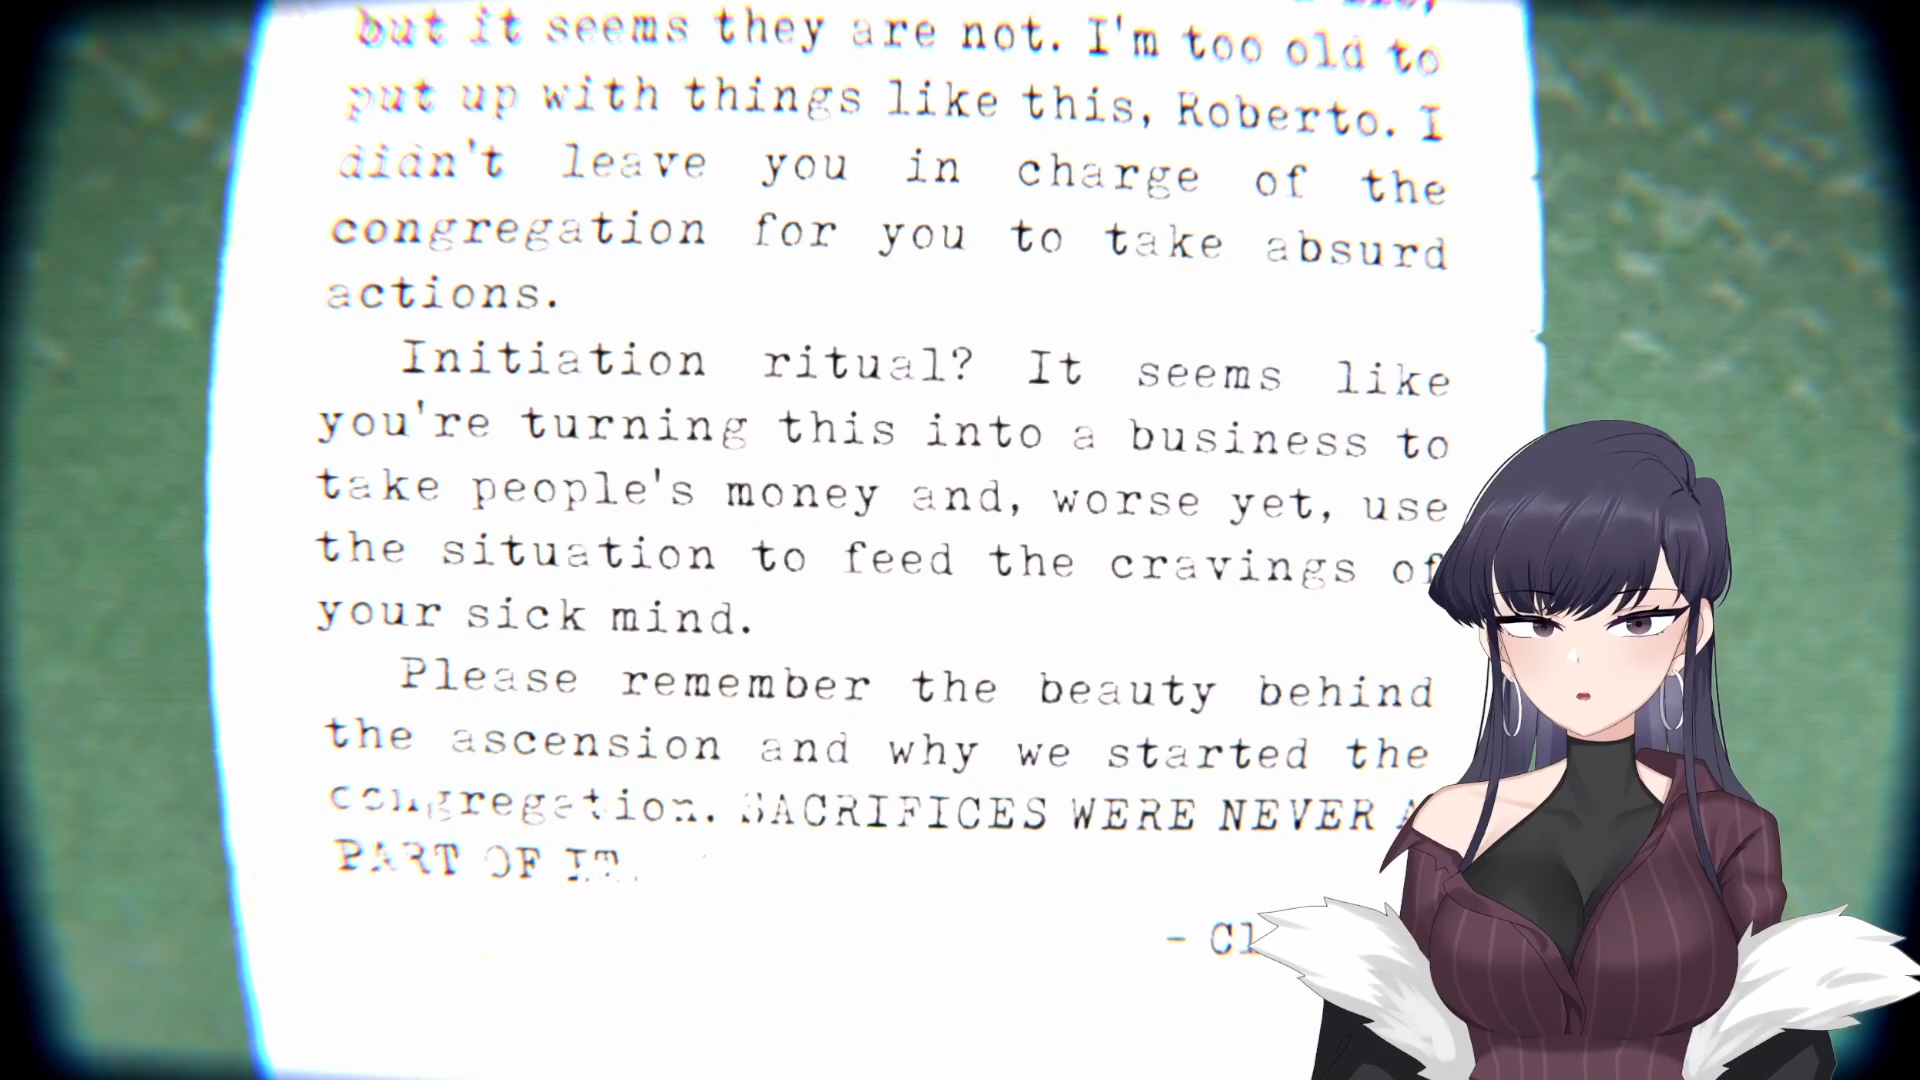 but it seems they are not. I'm too old to
put up with things like this, Roberto. I
didn't leave you in charge of the
congregation for you to take absurd
actions.
Initiation ritual? It seems like
you're turning this into a business to
take people's money and, worse yet, use
the situation to feed the cravings of
your sick mind.
Please remember the beauty behind
the ascension and why we started the
congregation. SACRIFICES WERE NEVER A
PART OF IT.
-